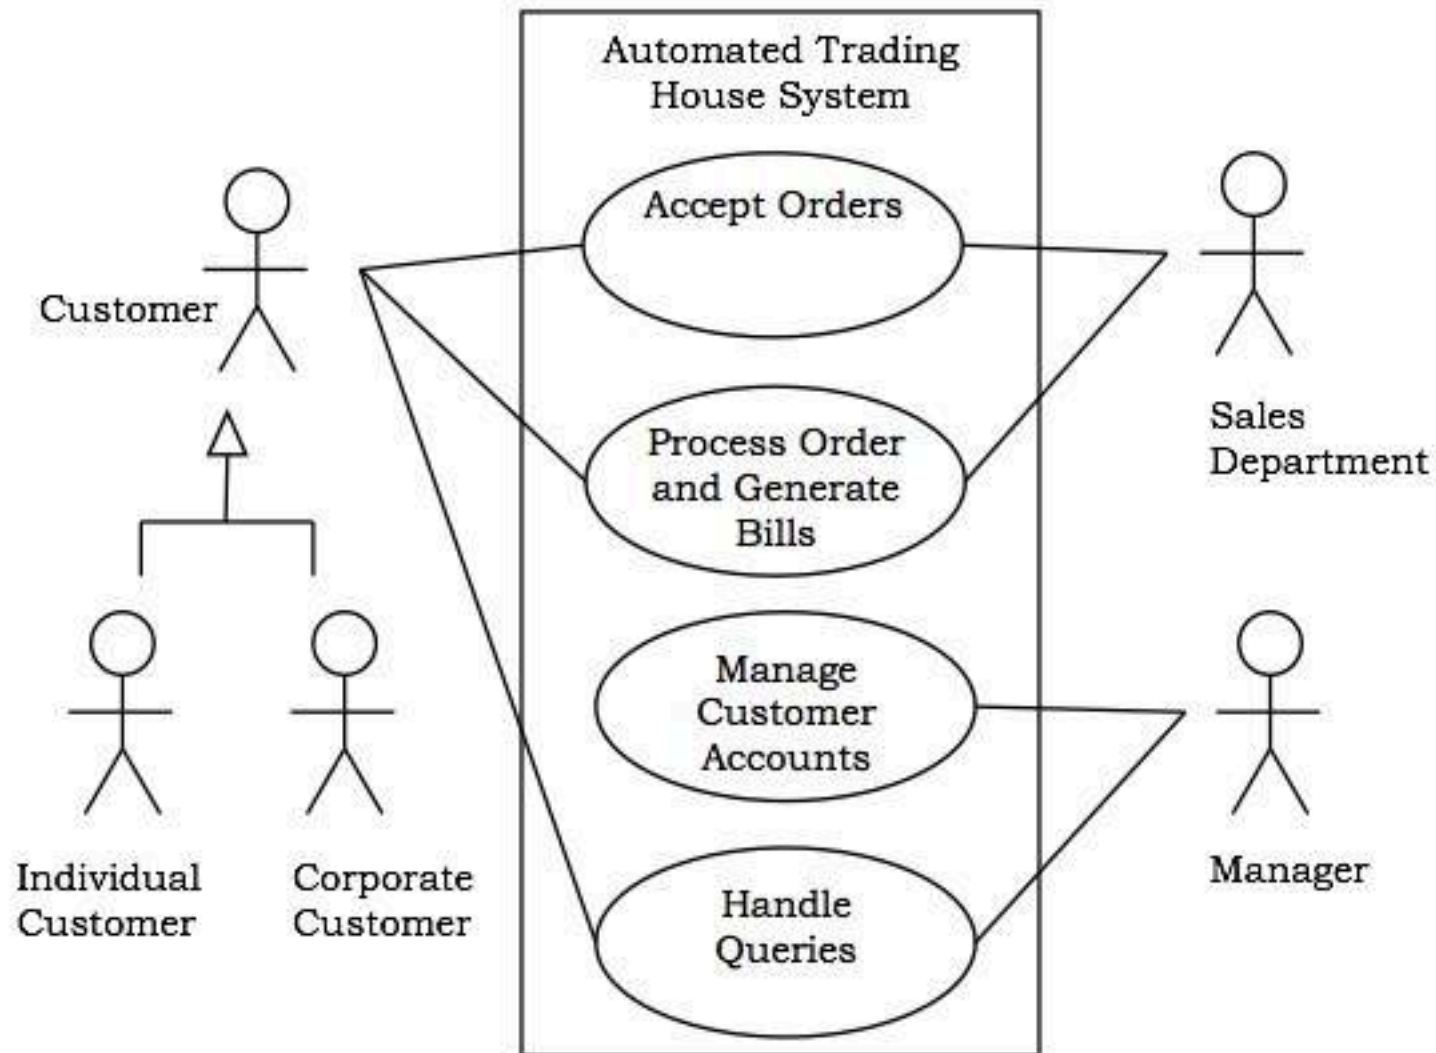 Automated Trading
House System
Accept Orders
Customer
Process Order
and Generate
Bills
Sales
Department
Manage
Customer
Accounts
Individual
Customer
Corporate
Customer
Handle
Queries
Manager